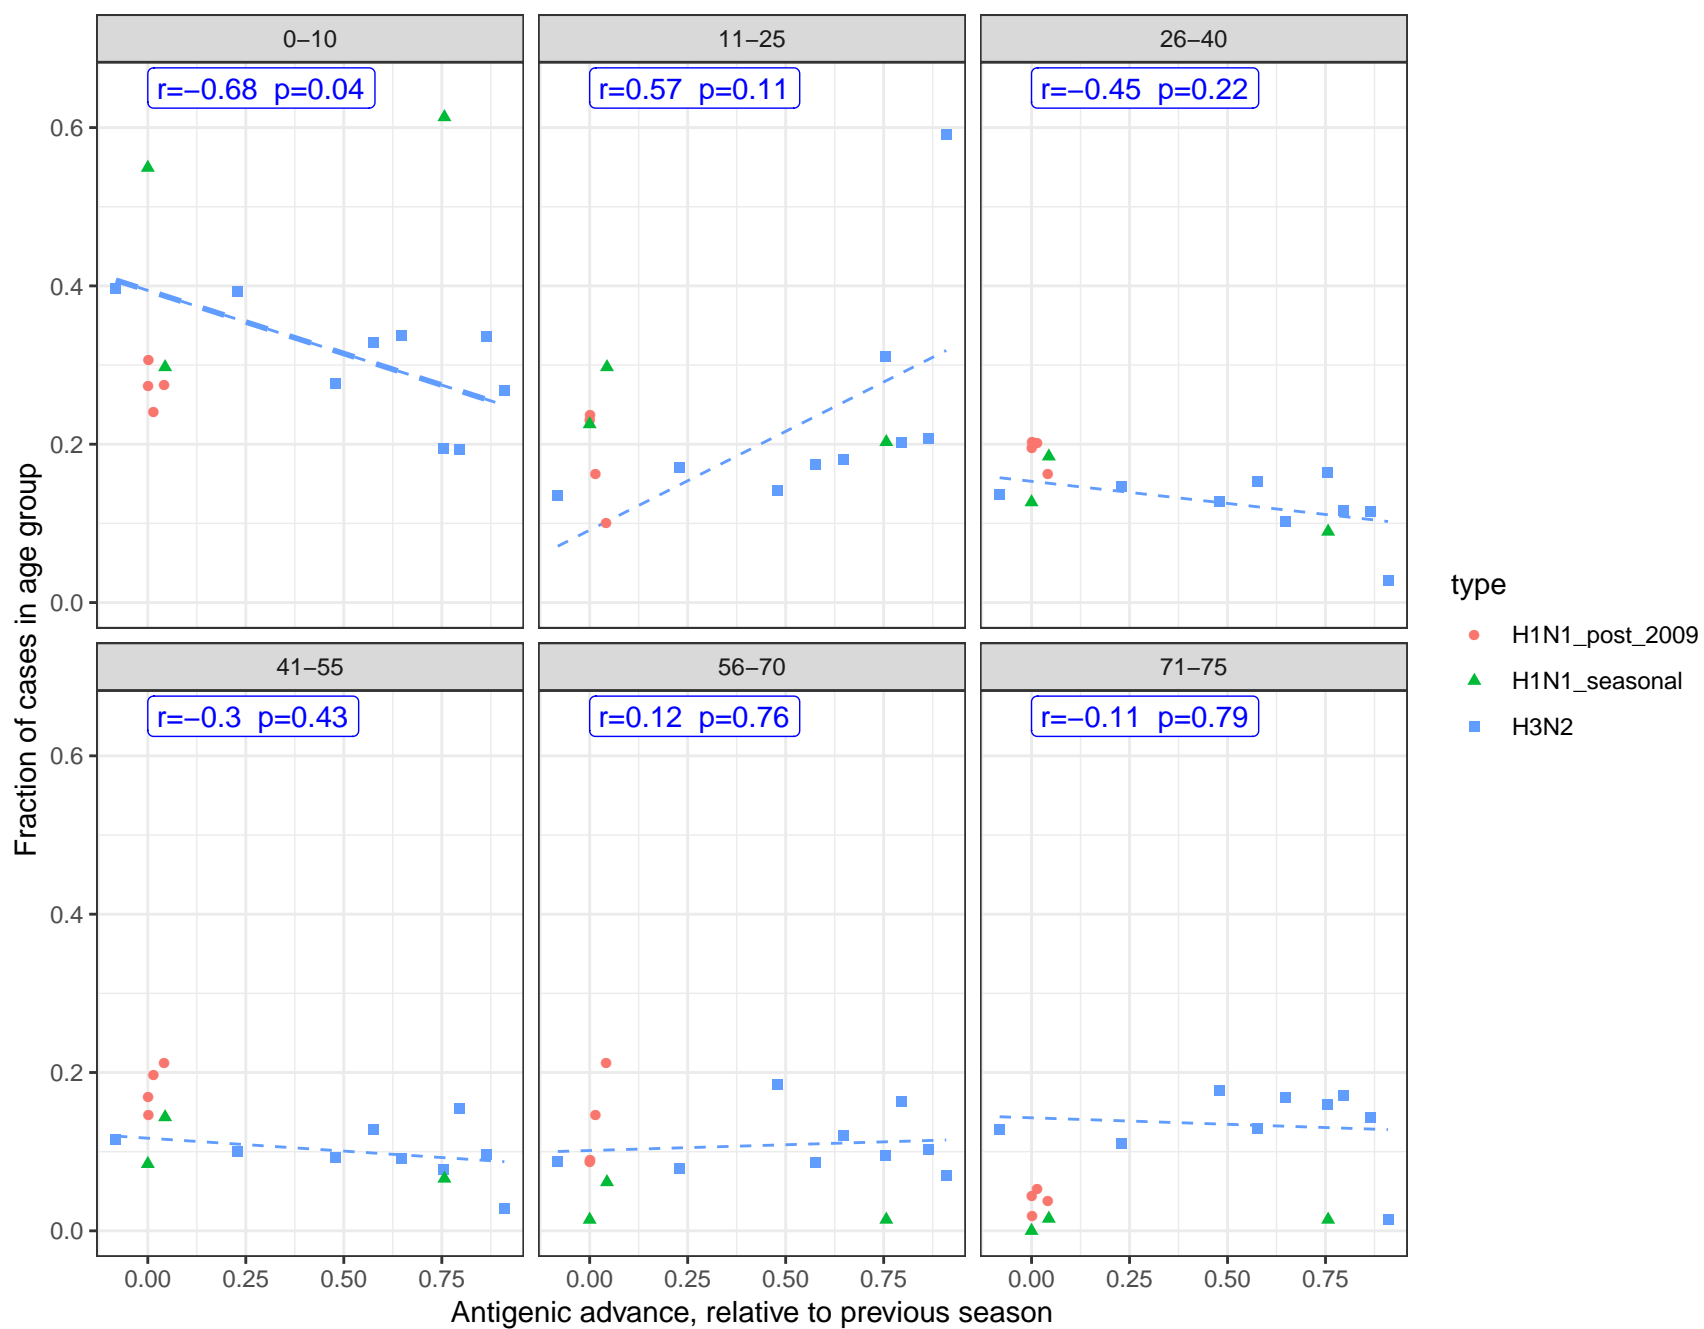 0−10
11−25
26−40
r=−0.68 p=0.04
r=0.57 p=0.11
r=−0.45 p=0.22
0.6
0.4
0.2
0.0
41−55
56−70
71−75
r=−0.3 p=0.43
r=0.12 p=0.76
r=−0.11 p=0.79
0.6
0.4
0.2
0.0
0.00 0.25 0.50 0.75
0.00 0.25 0.50 0.75
0.00 0.25 0.50 0.75
Antigenic advance, relative to previous season
Fraction of cases in age group
type
H1N1_post_2009
H1N1_seasonal
H3N2